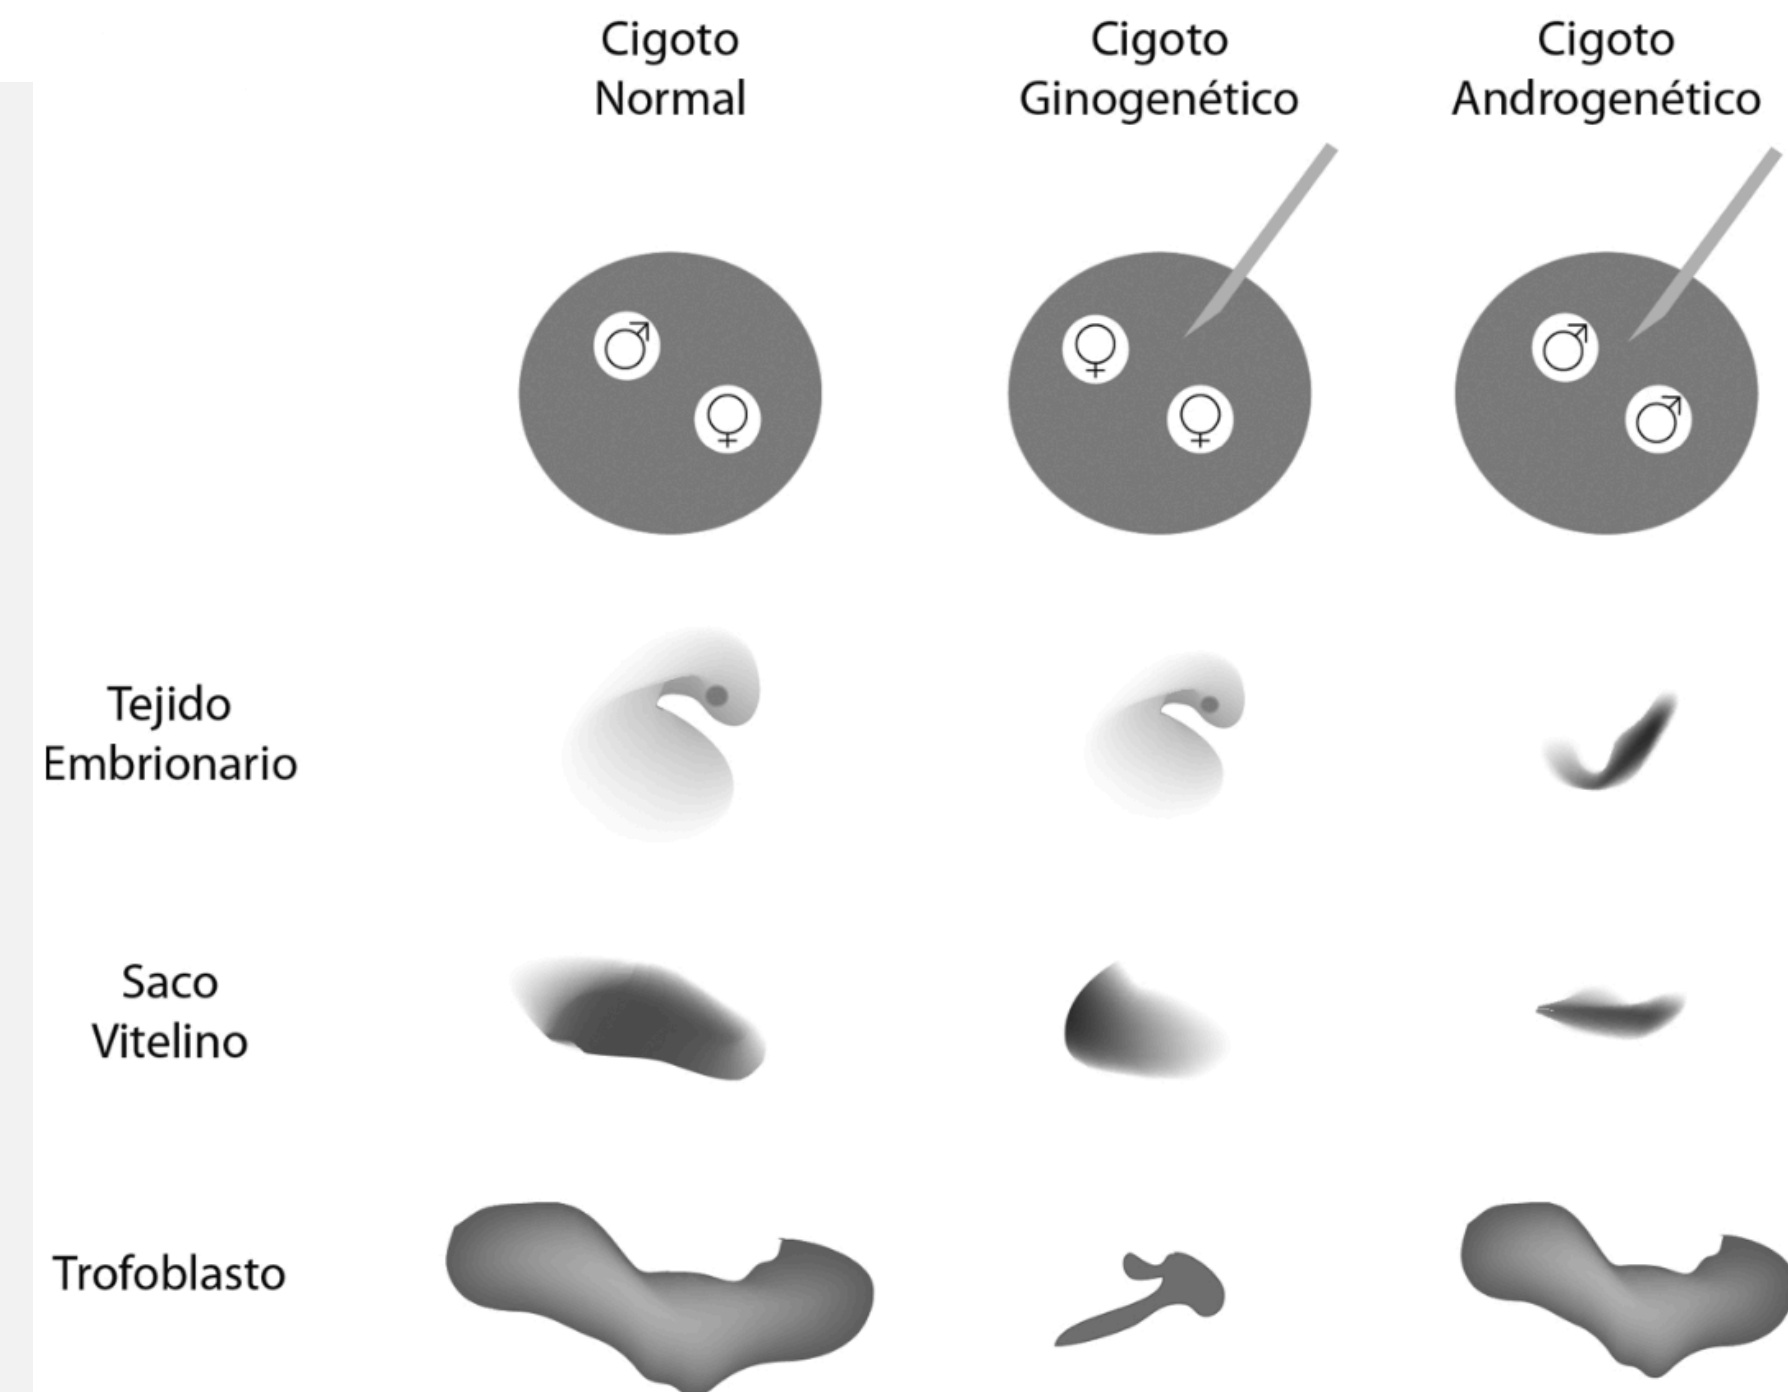 Cigoto
Normal
Cigoto
Ginogenético
Cigoto
Androgenético
Tejido
Embrionario
Saco
Vitelino
Trofoblasto